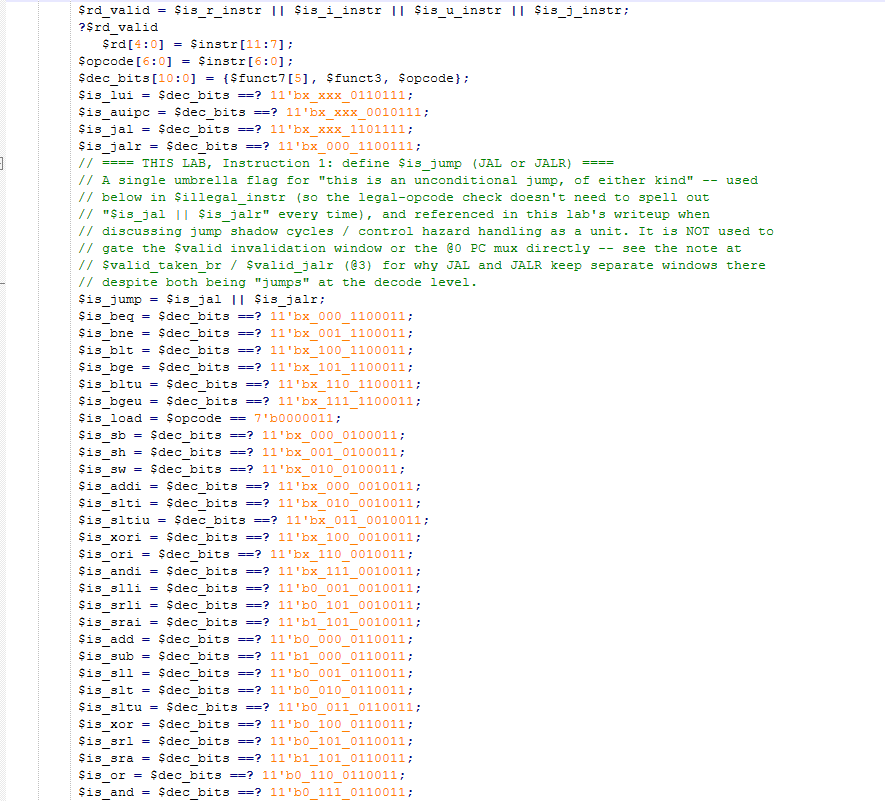 $rd_valid = $is_r_instr || $is_i_instr || $is_u_instr || $is_j_instr;
?$rd_valid
   $rd[4:0] = $instr[11:7];
$opcode[6:0] = $instr[6:0];
$dec_bits[10:0] = {$funct7[5], $funct3, $opcode};
$is_lui = $dec_bits ==? 11'bx_xxx_0110111;
$is_auipc = $dec_bits ==? 11'bx_xxx_0010111;
$is_jal = $dec_bits ==? 11'bx_xxx_1101111;
$is_jalr = $dec_bits ==? 11'bx_000_1100111;
// ==== THIS LAB, Instruction 1: define $is_jump (JAL or JALR) ====
// A single umbrella flag for "this is an unconditional jump, of either kind" -- used
// below in $illegal_instr (so the legal-opcode check doesn't need to spell out
// "$is_jal || $is_jalr" every time), and referenced in this lab's writeup when
// discussing jump shadow cycles / control hazard handling as a unit. It is NOT used to
// gate the $valid invalidation window or the @0 PC mux directly -- see the note at
// $valid_taken_br / $valid_jalr (@3) for why JAL and JALR keep separate windows there
// despite both being "jumps" at the decode level.
$is_jump = $is_jal || $is_jalr;
$is_beq = $dec_bits ==? 11'bx_000_1100011;
$is_bne = $dec_bits ==? 11'bx_001_1100011;
$is_blt = $dec_bits ==? 11'bx_100_1100011;
$is_bge = $dec_bits ==? 11'bx_101_1100011;
$is_bltu = $dec_bits ==? 11'bx_110_1100011;
$is_bgeu = $dec_bits ==? 11'bx_111_1100011;
$is_load = $opcode == 7'b0000011;
$is_sb = $dec_bits ==? 11'bx_000_0100011;
$is_sh = $dec_bits ==? 11'bx_001_0100011;
$is_sw = $dec_bits ==? 11'bx_010_0100011;
$is_addi = $dec_bits ==? 11'bx_000_0010011;
$is_slti = $dec_bits ==? 11'bx_010_0010011;
$is_sltiu = $dec_bits ==? 11'bx_011_0010011;
$is_xori = $dec_bits ==? 11'bx_100_0010011;
$is_ori = $dec_bits ==? 11'bx_110_0010011;
$is_andi = $dec_bits ==? 11'bx_111_0010011;
$is_slli = $dec_bits ==? 11'b0_001_0010011;
$is_srli = $dec_bits ==? 11'b0_101_0010011;
$is_srai = $dec_bits ==? 11'b1_101_0010011;
$is_add = $dec_bits ==? 11'b0_000_0110011;
$is_sub = $dec_bits ==? 11'b1_000_0110011;
$is_sll = $dec_bits ==? 11'b0_001_0110011;
$is_slt = $dec_bits ==? 11'b0_010_0110011;
$is_sltu = $dec_bits ==? 11'b0_011_0110011;
$is_xor = $dec_bits ==? 11'b0_100_0110011;
$is_srl = $dec_bits ==? 11'b0_101_0110011;
$is_sra = $dec_bits ==? 11'b1_101_0110011;
$is_or = $dec_bits ==? 11'b0_110_0110011;
$is_and = $dec_bits ==? 11'b0_111_0110011;